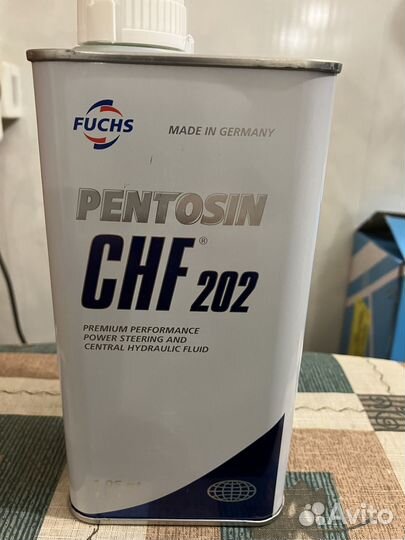 FUCHS
MADE IN GERMANY
PENTOSIN
CHF® 202
PREMIUM PERFORMANCE
POWER STEERING AND
CENTRAL HYDRAULIC FLUID
Avito